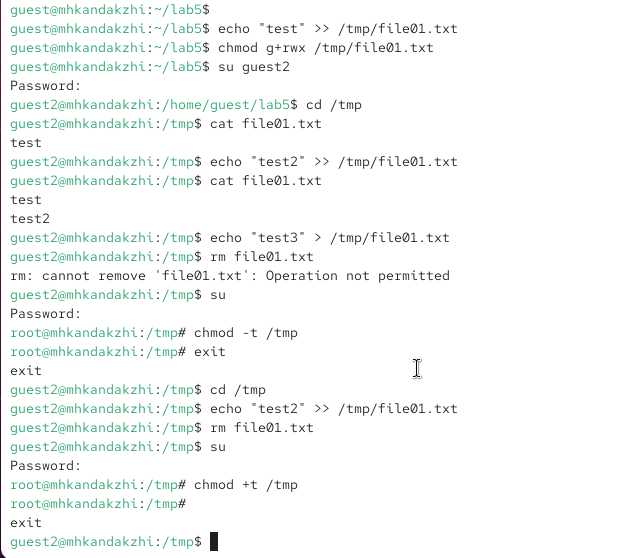 guest@mhkandakzhi:~/lab5$
guest@mhkandakzhi:~/lab5$ echo "test" >> /tmp/file01.txt
guest@mhkandakzhi:~/lab5$ chmod g+rwx /tmp/file01.txt
guest@mhkandakzhi:~/lab5$ su guest2
Password:
guest2@mhkandakzhi:/home/guest/lab5$ cd /tmp
guest2@mhkandakzhi:/tmp$ cat file01.txt
test
guest2@mhkandakzhi:/tmp$ echo "test2" >> /tmp/file01.txt
guest2@mhkandakzhi:/tmp$ cat file01.txt
test
test2
guest2@mhkandakzhi:/tmp$ echo "test3" > /tmp/file01.txt
guest2@mhkandakzhi:/tmp$ rm file01.txt
rm: cannot remove 'file01.txt': Operation not permitted
guest2@mhkandakzhi:/tmp$ su
Password:
root@mhkandakzhi:/tmp# chmod -t /tmp
root@mhkandakzhi:/tmp# exit
exit
guest2@mhkandakzhi:/tmp$ cd /tmp
guest2@mhkandakzhi:/tmp$ echo "test2" >> /tmp/file01.txt
guest2@mhkandakzhi:/tmp$ rm file01.txt
guest2@mhkandakzhi:/tmp$ su
Password:
root@mhkandakzhi:/tmp# chmod +t /tmp
root@mhkandakzhi:/tmp#
exit
guest2@mhkandakzhi:/tmp$